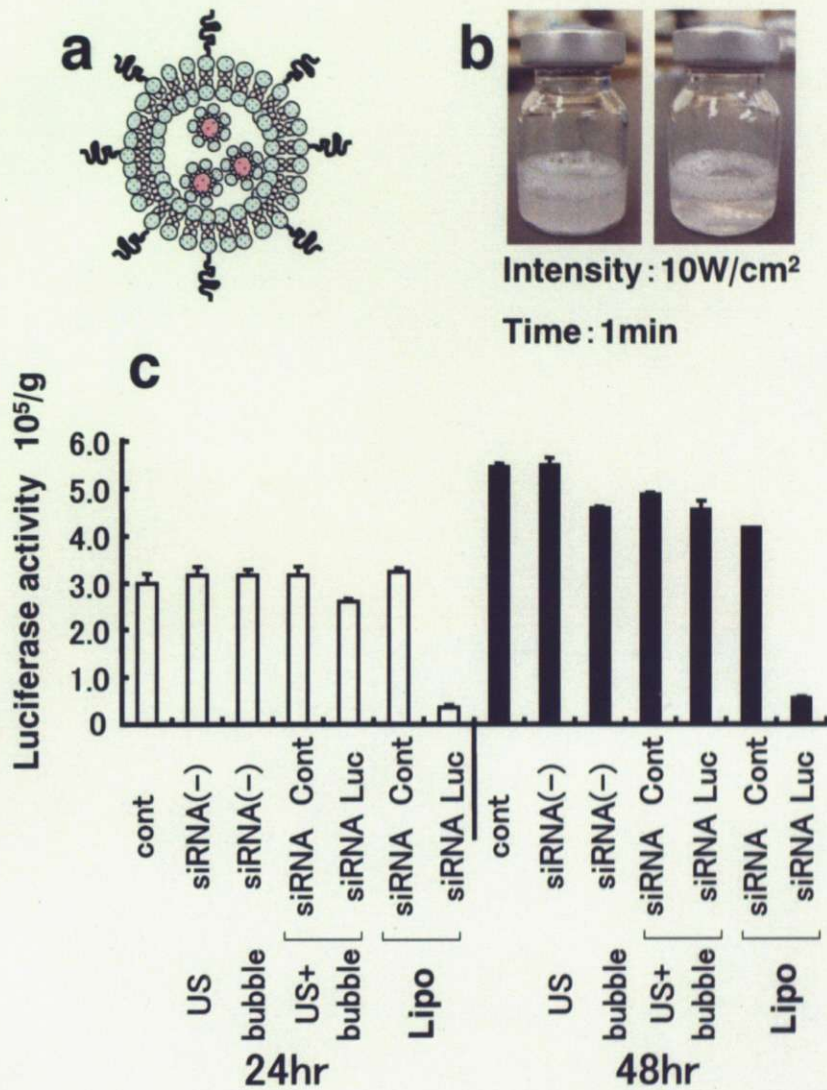 a
b
Intensity : 10W/cm²
Time : 1min
c
Luciferase activity 10⁵/g
6.0
5.0
4.0
3.0
2.0
1.0
0
cont
siRNA(−)
siRNA(−)
siRNA Cont
siRNA Luc
siRNA Cont
siRNA Luc
cont
siRNA(−)
siRNA(−)
siRNA Cont
siRNA Luc
siRNA Cont
siRNA Luc
US
bubble
US+
bubble
Lipo
US
bubble
US+
bubble
Lipo
24hr
48hr